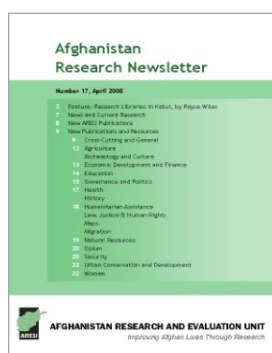 Afghanistan
Research Newsletter
Number 17, April 2008
2 Feature: Research Libraries in Kabul, by Royce Wiles
7 News and Current Research
8 New AREU Publications
9 New Publications and Resources
9 Cross-Cutting and General
12 Agriculture
Archaeology and Culture
13 Economic Development and Finance
14 Education
15 Governance and Politics
17 Health
History
18 Humanitarian Assistance
Law, Justice & Human Rights
Maps
Migration
19 Natural Resources
20 Opium
20 Security
22 Urban Conservation and Development
22 Women
AREU
AFGHANISTAN RESEARCH AND EVALUATION UNIT
Improving Afghan Lives Through Research